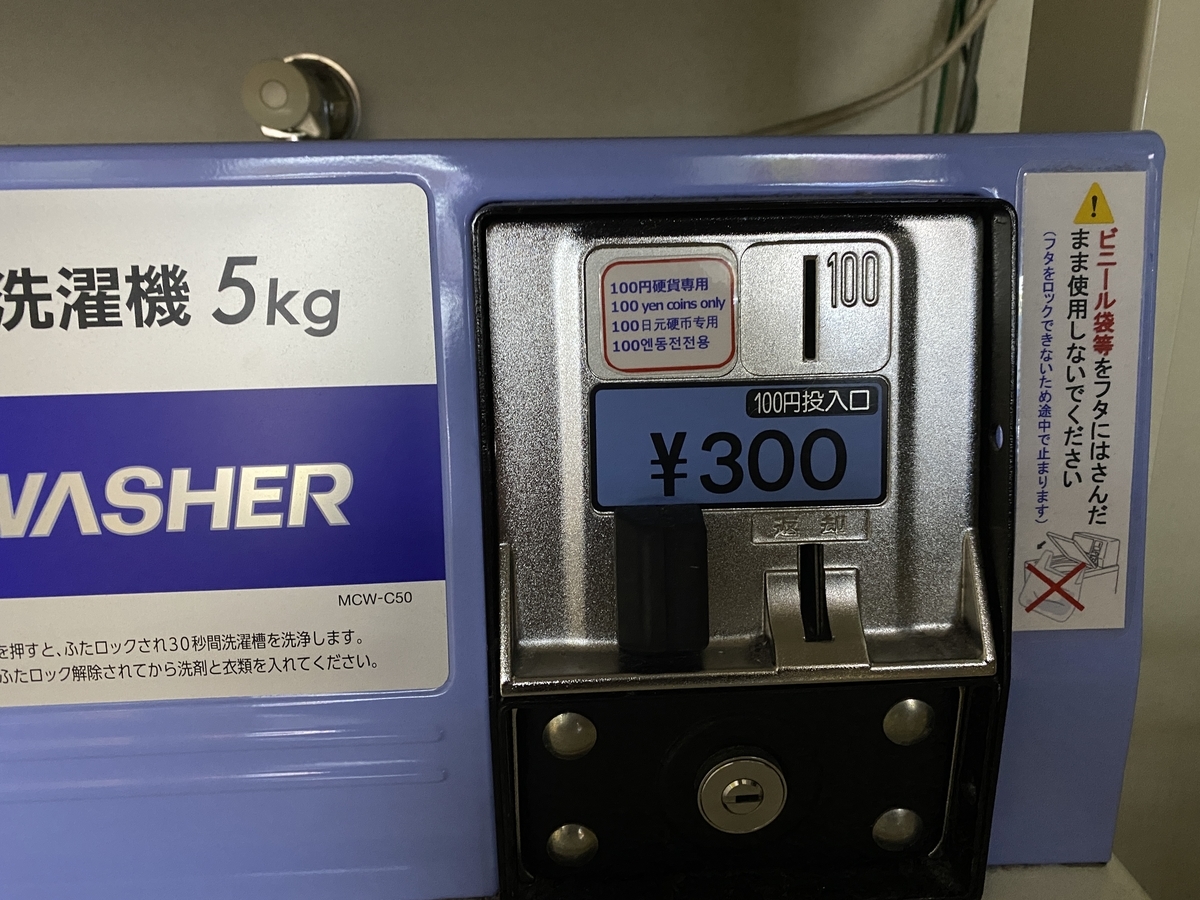 洗濯機 5kg
WASHER
MCW-C50
を押すと、ふたロックされ30秒間洗濯槽を洗浄します。
ふたロック解除されてから洗剤と衣類を入れてください。
100円硬貨専用
100 yen coins only
100日元硬币专用
100엔동전전용
100
100円投入口
¥300
返却
ビニール袋等をフタにはさんだ
まま使用しないでください
(フタをロックできないため途中で止まります)